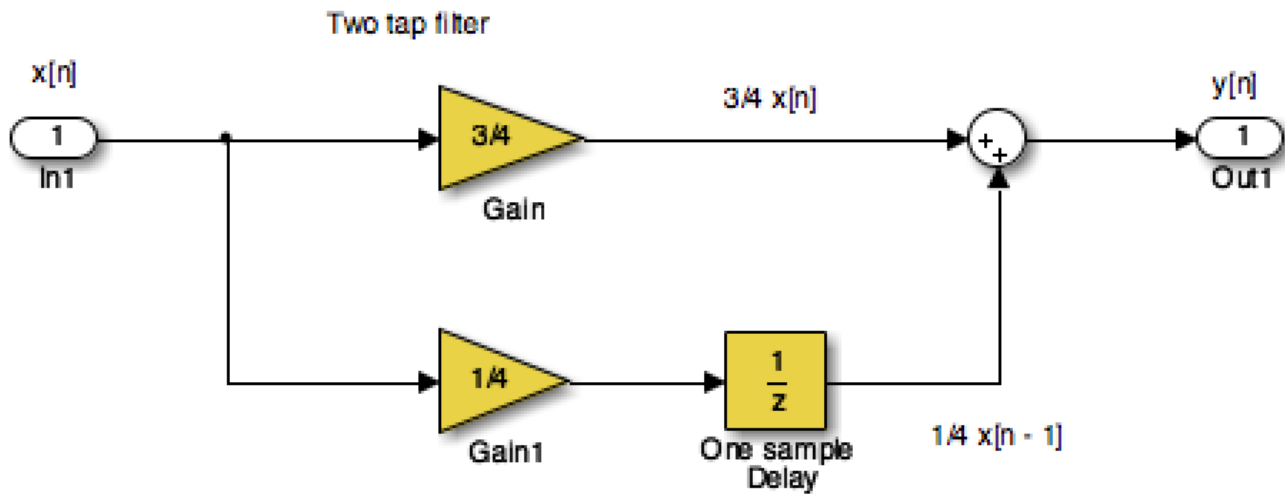 Two tap filter
x[n]
1
In1
3/4
Gain
3/4 x[n]
+
+
y[n]
1
Out1
1/4
Gain1
1
z
One sample
Delay
1/4 x[n - 1]